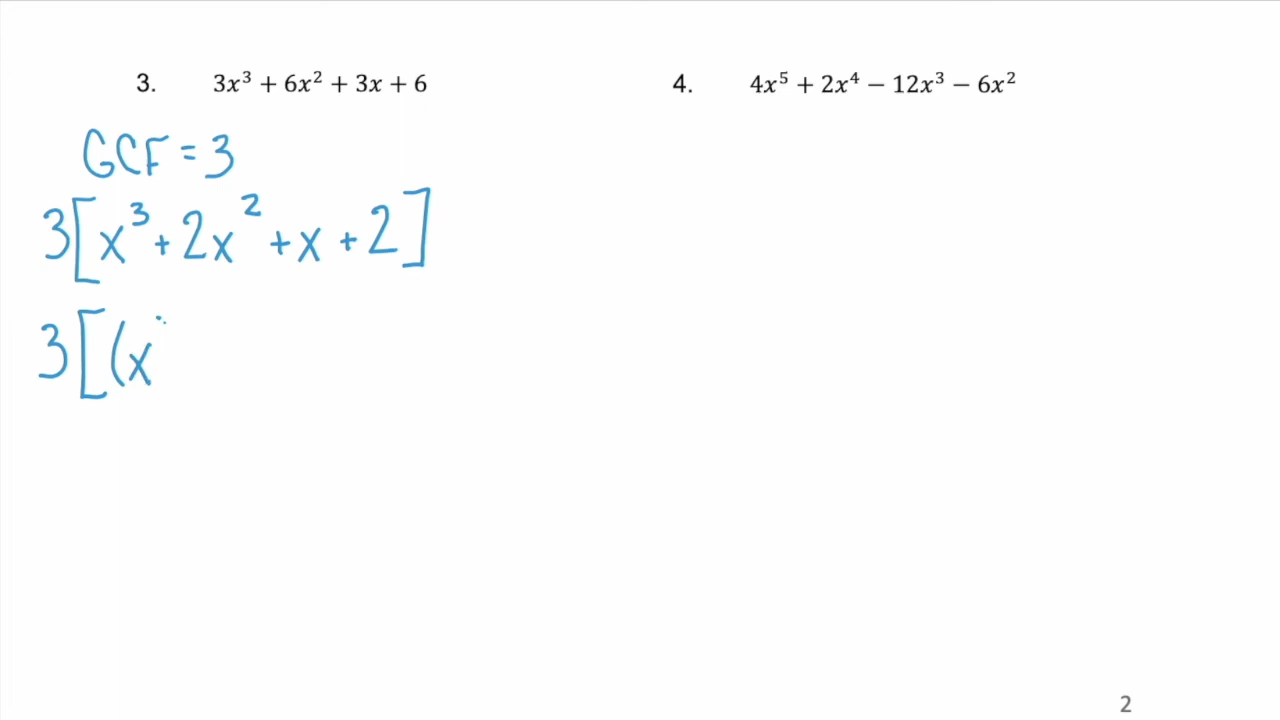 3. 3x³ + 6x² + 3x + 6
4. 4x⁵ + 2x⁴ − 12x³ − 6x²
GCF = 3
3[x³ + 2x² + x + 2]
3[(x
2